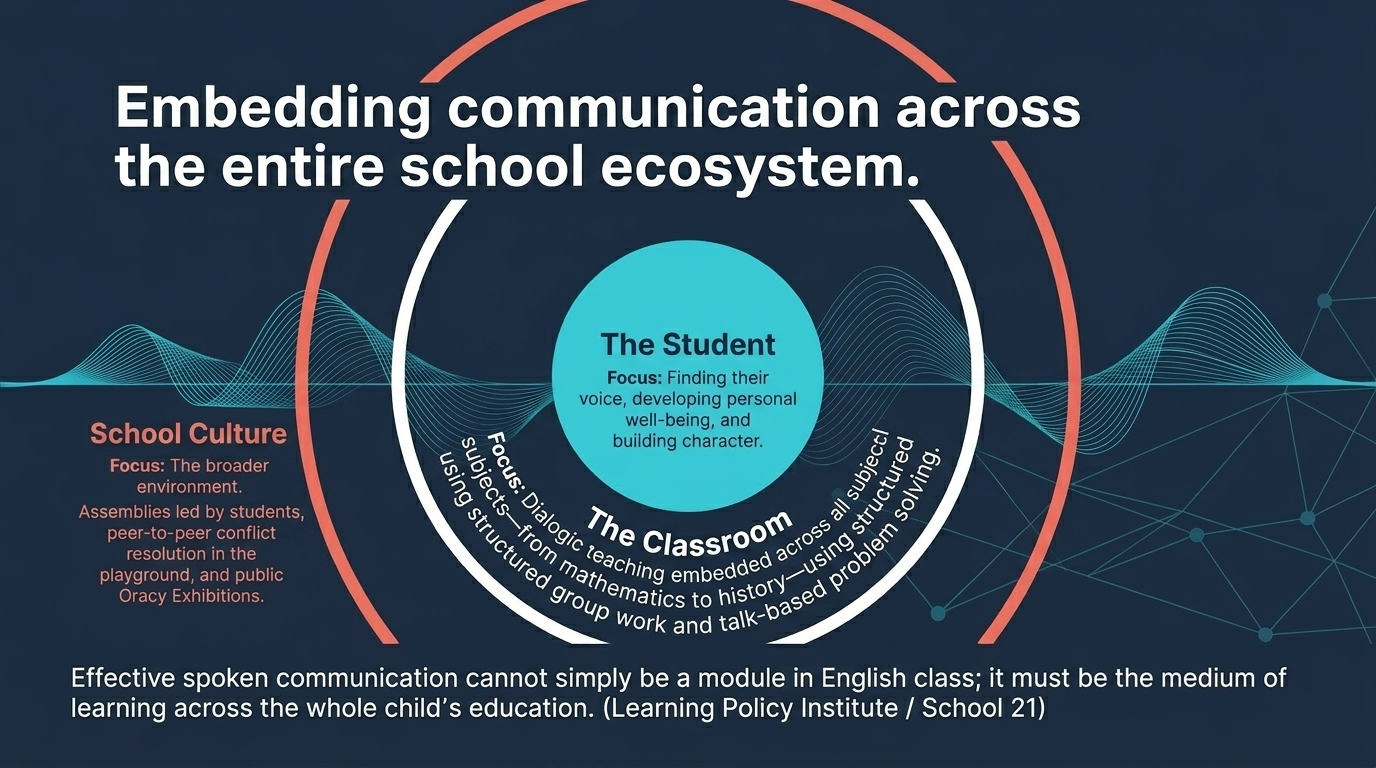 Embedding communication across
the entire school ecosystem.
The Student
Focus: Finding their
voice, developing personal
well-being, and
building character.
School Culture
Focus: The broader
environment.
Assemblies led by students,
peer-to-peer conflict
resolution in the
playground, and public
Oracy Exhibitions.
The Classroom
Focus: Dialogic teaching embedded across all subjeccl
subjects—from mathematics to history—using structured
using structured group work and talk-based problem solving.
Effective spoken communication cannot simply be a module in English class; it must be the medium of
learning across the whole child's education. (Learning Policy Institute / School 21)